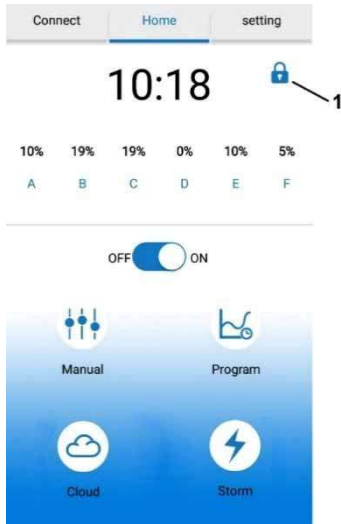 Connect Home setting
10:18
1
10% 19% 19% 0% 10% 5%
A B C D E F
OFF ON
Manual Program
Cloud Storm